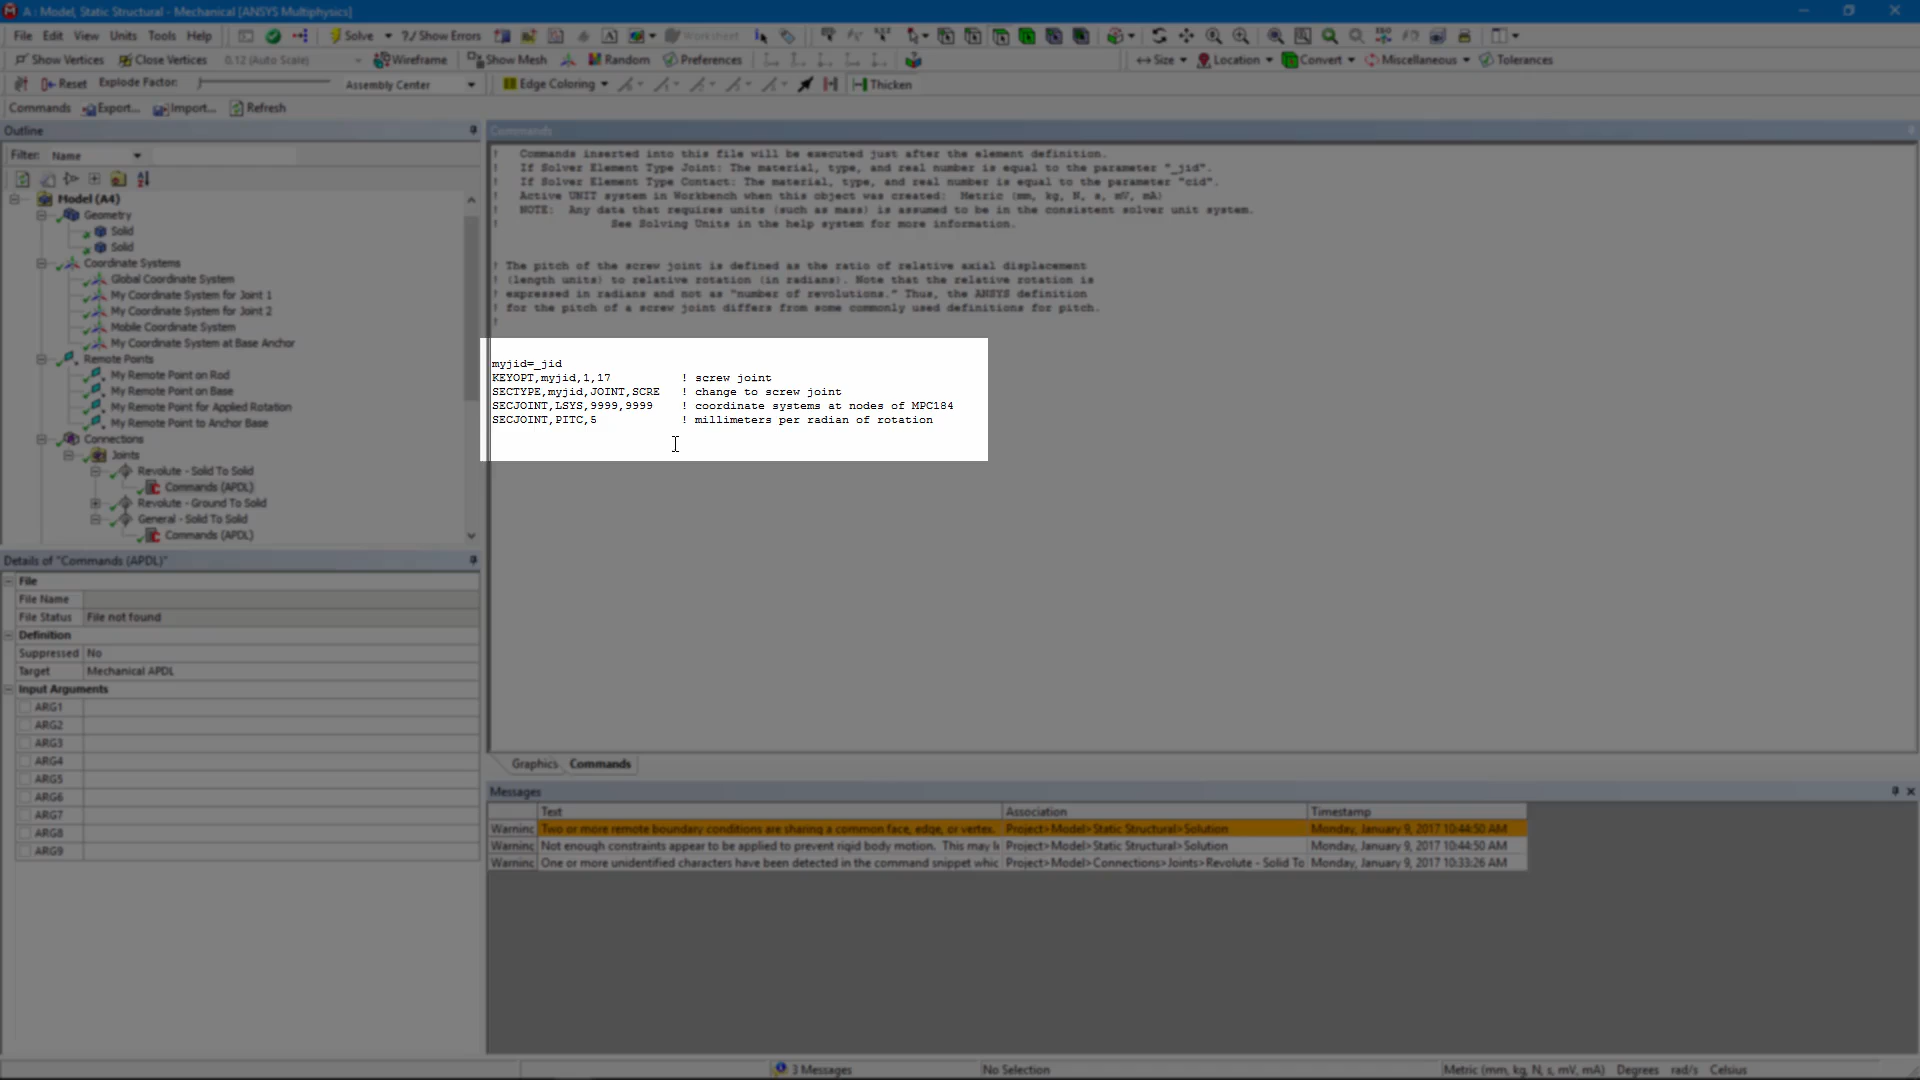 A : Model, Static Structural - Mechanical [ANSYS Multiphysics]
File Edit View Units Tools Help Solve ?/ Show Errors Worksheet
Show Vertices Close Vertices 0.12 (Auto Scale) Wireframe Show Mesh Random Preferences Size Location Convert Miscellaneous Tolerances
Reset Explode Factor: Assembly Center Edge Coloring Thicken
Commands Export... Import... Refresh
Outline
Filter: Name
Model (A4)
Geometry
Solid
Solid
Coordinate Systems
Global Coordinate System
My Coordinate System for Joint 1
My Coordinate System for Joint 2
Mobile Coordinate System
My Coordinate System at Base Anchor
Remote Points
My Remote Point on Rod
My Remote Point on Base
My Remote Point for Applied Rotation
My Remote Point to Anchor Base
Connections
Joints
Revolute - Solid To Solid
Commands (APDL)
Revolute - Ground To Solid
General - Solid To Solid
Commands (APDL)
Details of "Commands (APDL)"
File
File Name
File Status File not found
Definition
Suppressed No
Target Mechanical APDL
Input Arguments
ARG1
ARG2
ARG3
ARG4
ARG5
ARG6
ARG7
ARG8
ARG9
Commands
! Commands inserted into this file will be executed just after the element definition.
! If Solver Element Type Joint: The material, type, and real number is equal to the parameter "_jid".
! If Solver Element Type Contact: The material, type, and real number is equal to the parameter "cid".
! Active UNIT system in Workbench when this object was created: Metric (mm, kg, N, s, mV, mA)
! NOTE: Any data that requires units (such as mass) is assumed to be in the consistent solver unit system.
! See Solving Units in the help system for more information.
! The pitch of the screw joint is defined as the ratio of relative axial displacement
! (length units) to relative rotation (in radians). Note that the relative rotation is
! expressed in radians and not as "number of revolutions." Thus, the ANSYS definition
! for the pitch of a screw joint differs from some commonly used definitions for pitch.
!
myjid=_jid
KEYOPT,myjid,1,17 ! screw joint
SECTYPE,myjid,JOINT,SCRE ! change to screw joint
SECJOINT,LSYS,9999,9999 ! coordinate systems at nodes of MPC184
SECJOINT,PITC,5 ! millimeters per radian of rotation
Graphics Commands
Messages
Text Association Timestamp
Warning Two or more remote boundary conditions are sharing a common face, edge, or vertex. Project>Model>Static Structural>Solution Monday, January 9, 2017 10:44:50 AM
Warning Not enough constraints appear to be applied to prevent rigid body motion. This may l Project>Model>Static Structural>Solution Monday, January 9, 2017 10:44:50 AM
Warning One or more unidentified characters have been detected in the command snippet whic Project>Model>Connections>Joints>Revolute - Solid To Monday, January 9, 2017 10:33:26 AM
3 Messages No Selection Metric (mm, kg, N, s, mV, mA) Degrees rad/s Celsius